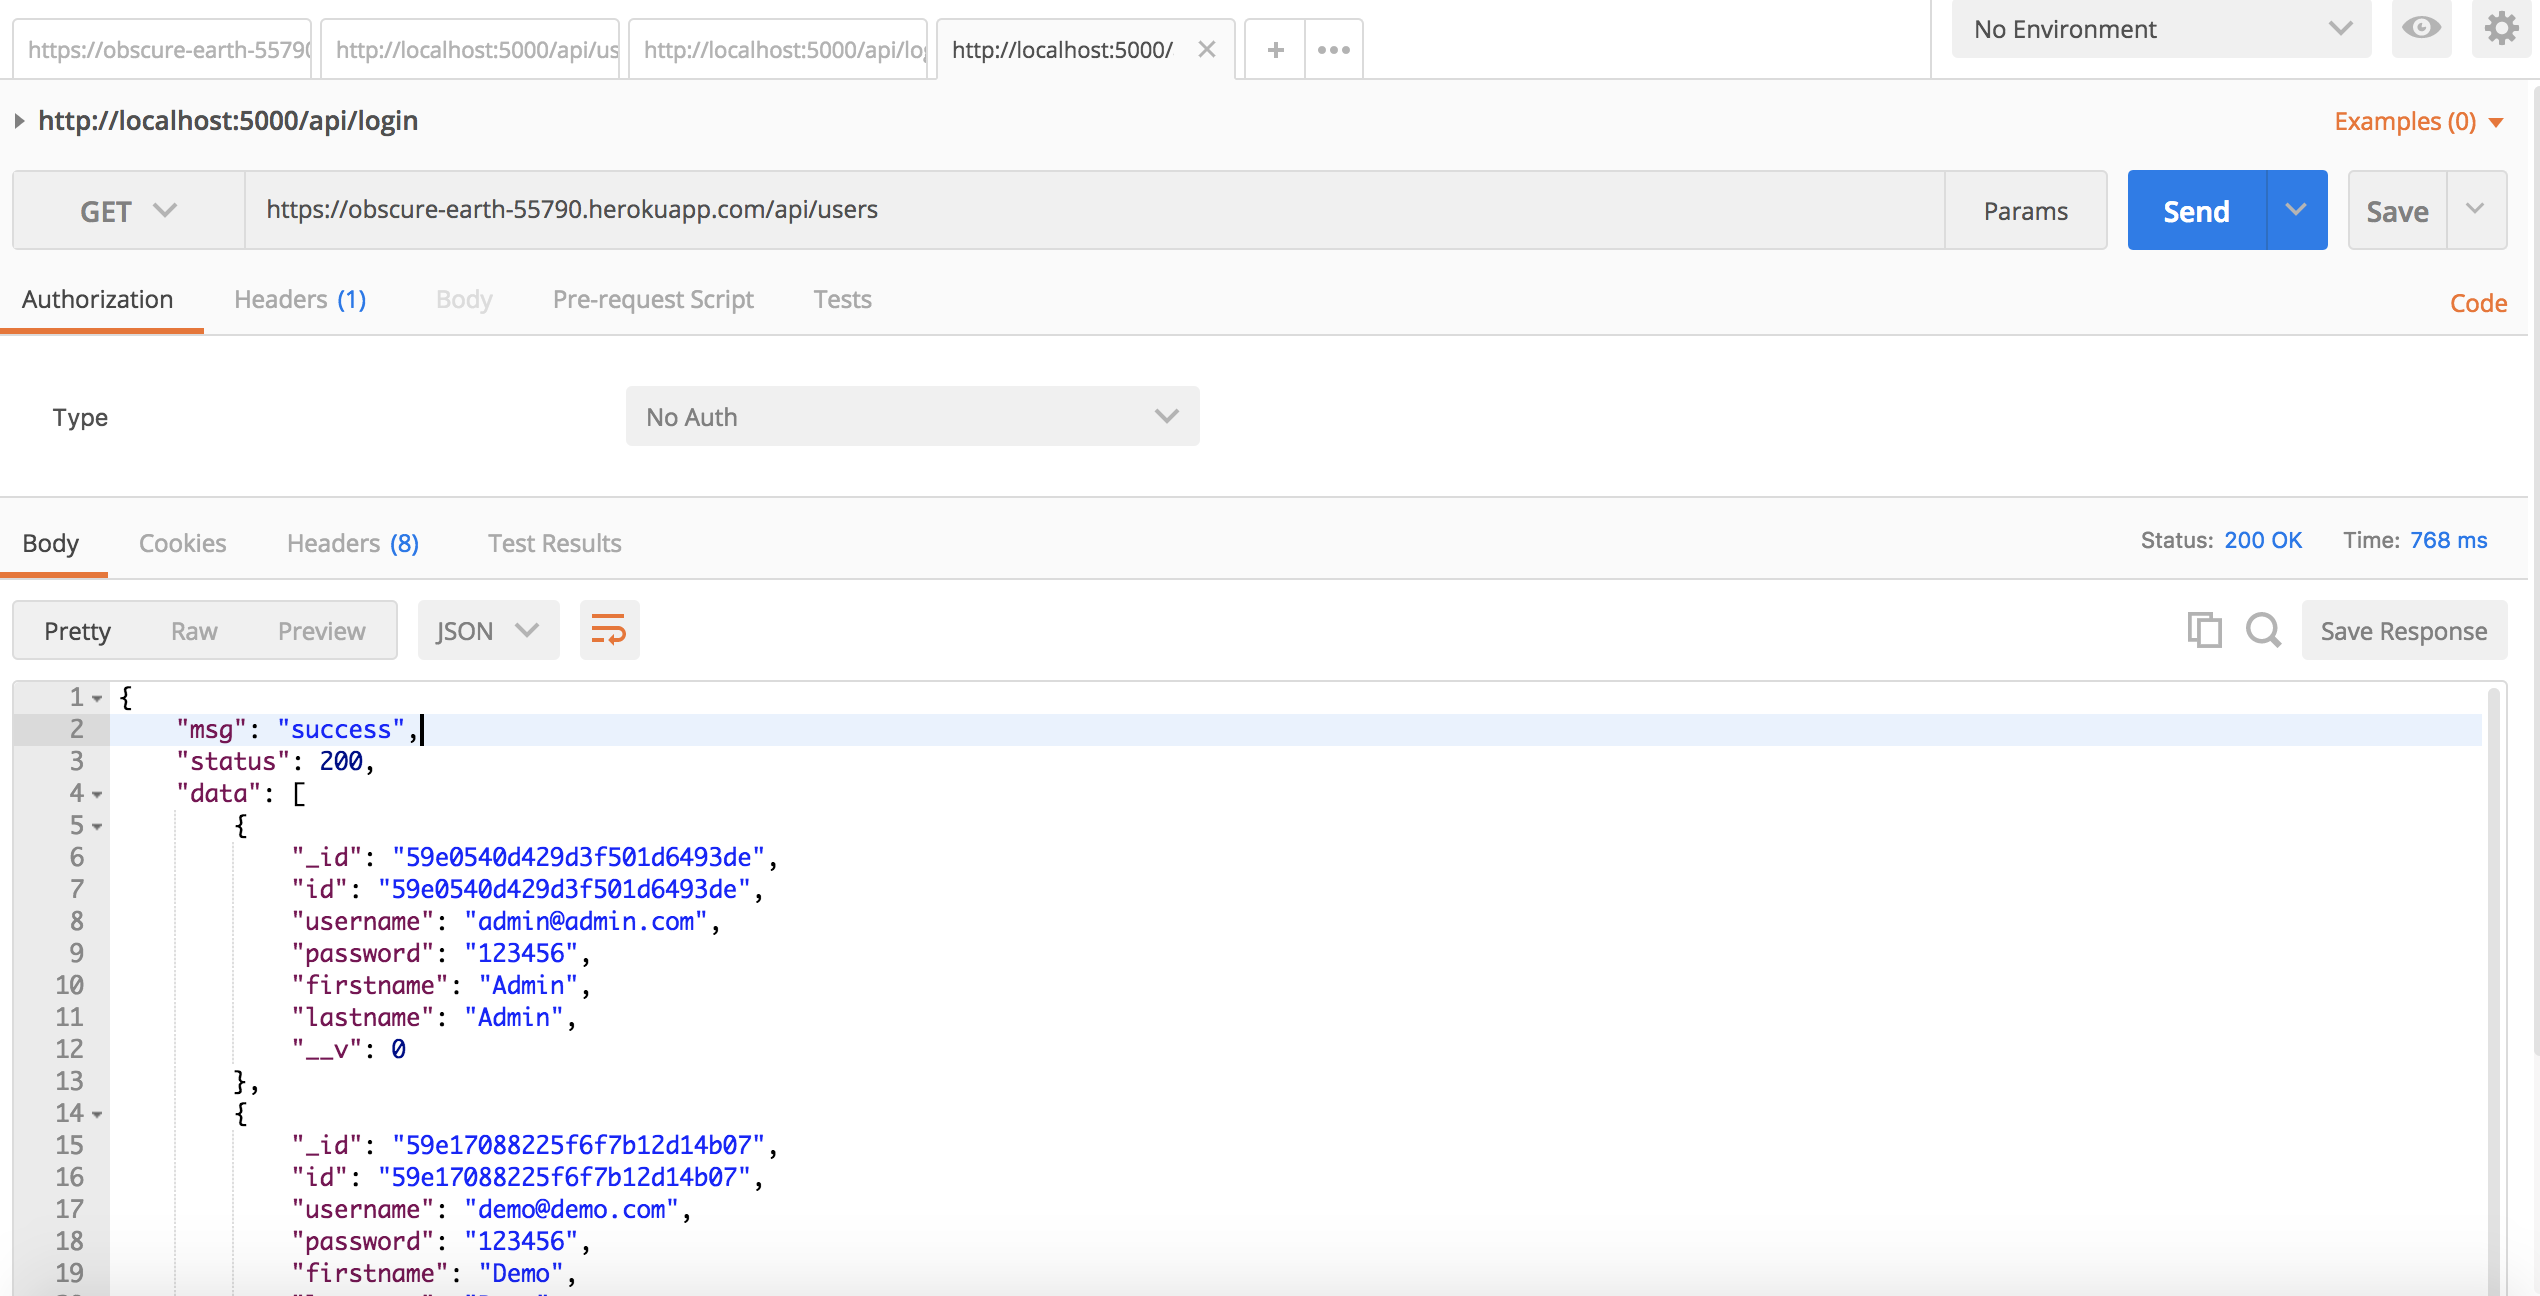 https://obscure-earth-55790
http://localhost:5000/api/us
http://localhost:5000/api/log
http://localhost:5000/
No Environment
http://localhost:5000/api/login
Examples (0)
GET
https://obscure-earth-55790.herokuapp.com/api/users
Params
Send
Save
Authorization
Headers (1)
Body
Pre-request Script
Tests
Code
Type
No Auth
Body
Cookies
Headers (8)
Test Results
Status: 200 OK
Time: 768 ms
Pretty
Raw
Preview
JSON
Save Response
1 {
2 "msg": "success",
3 "status": 200,
4 "data": [
5 {
6 "_id": "59e0540d429d3f501d6493de",
7 "id": "59e0540d429d3f501d6493de",
8 "username": "admin@admin.com",
9 "password": "123456",
10 "firstname": "Admin",
11 "lastname": "Admin",
12 "__v": 0
13 },
14 {
15 "_id": "59e17088225f6f7b12d14b07",
16 "id": "59e17088225f6f7b12d14b07",
17 "username": "demo@demo.com",
18 "password": "123456",
19 "firstname": "Demo",